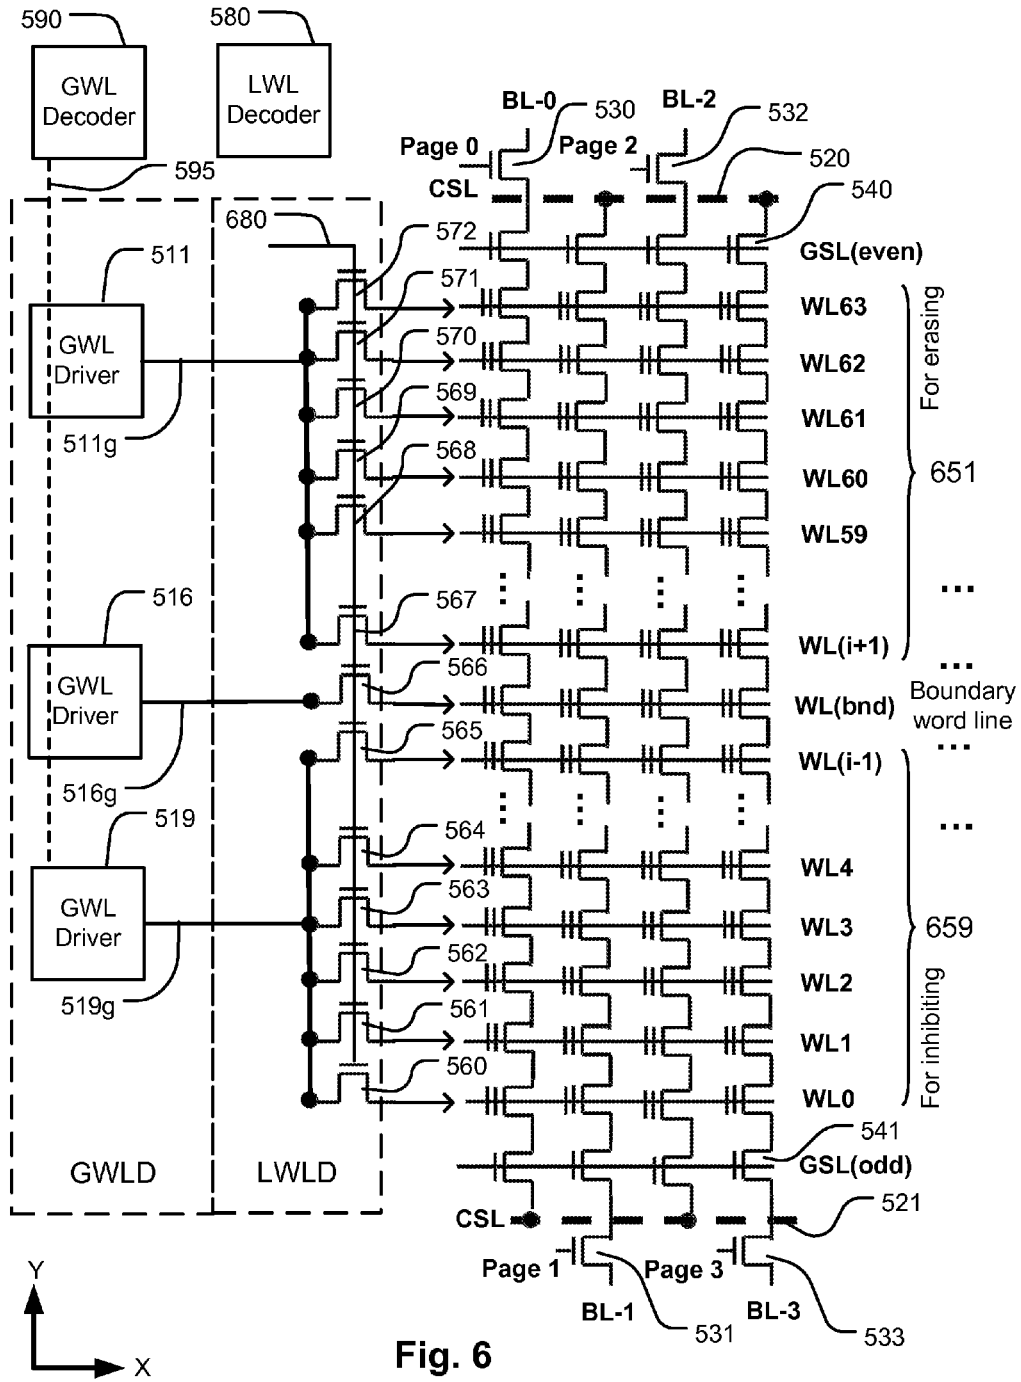 590
580
GWL
Decoder
LWL
Decoder
595
BL-0
530
BL-2
532
Page 0
Page 2
CSL
520
540
680
572
GSL(even)
511
571
WL63
GWL
Driver
570
WL62
For erasing
511g
569
WL61
568
WL60
651
WL59
516
567
WL(i+1)
GWL
Driver
566
WL(bnd)
Boundary
word line
565
WL(i-1)
516g
519
564
WL4
GWL
Driver
563
WL3
659
562
WL2
519g
561
WL1
For inhibiting
560
WL0
541
GWLD
LWLD
GSL(odd)
521
CSL
Page 1
Page 3
BL-1
531
BL-3
533
Y
X
Fig. 6